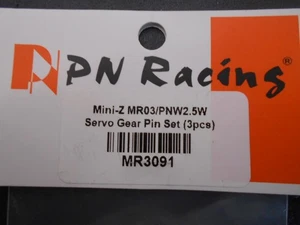 PN Racing
Mini-Z MR03/PNW2.5W
Servo Gear Pin Set (3pcs)
MR3091